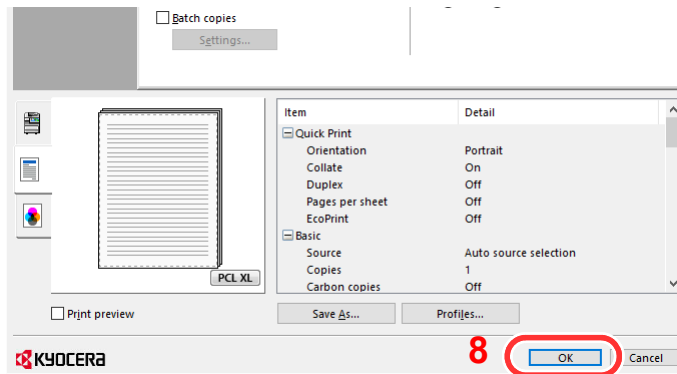 Batch copies
Settings...
Item Detail
Quick Print
Orientation Portrait
Collate On
Duplex Off
Pages per sheet Off
EcoPrint Off
Basic
Source Auto source selection
Copies 1
Carbon copies Off
PCL XL
Print preview
Save As... Profiles...
KYOCERA 8 OK Cancel